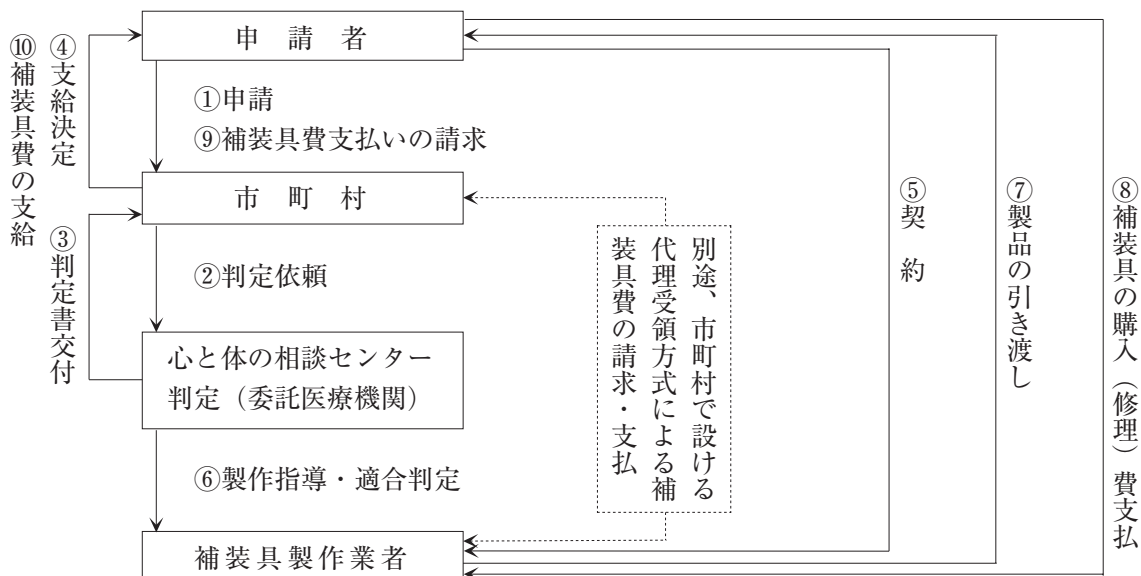 申請者
①申請
⑨補装具費支払いの請求
④支給決定
⑩補装具費の支給
市町村
②判定依頼
③判定書交付
心と体の相談センター
判定（委託医療機関）
⑥製作指導・適合判定
補装具製作業者
別途、市町村で設ける
代理受領方式による補
装具費の請求・支払
⑤契約
⑦製品の引き渡し
⑧補装具の購入（修理）費支払